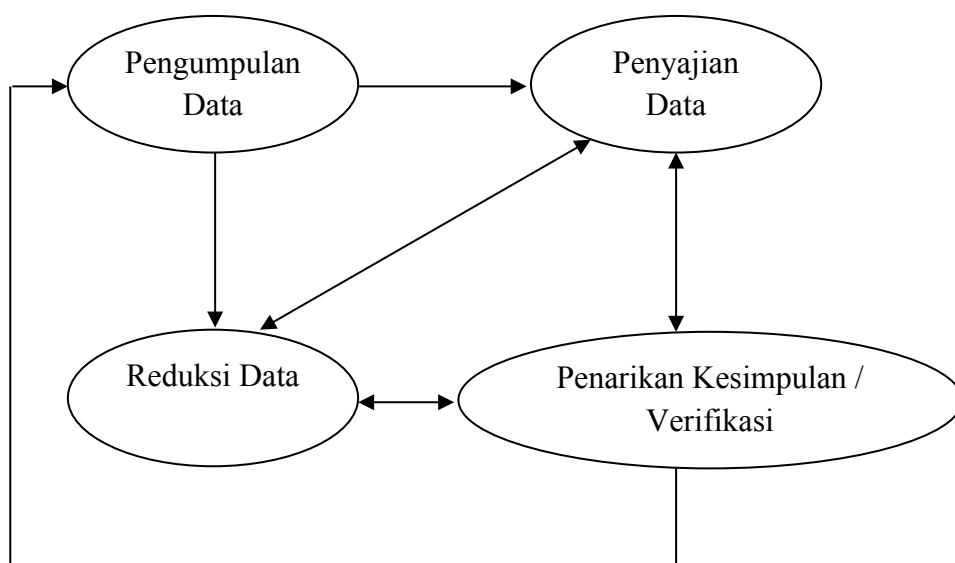 Pengumpulan
Data
Penyajian
Data
Reduksi Data
Penarikan Kesimpulan /
Verifikasi